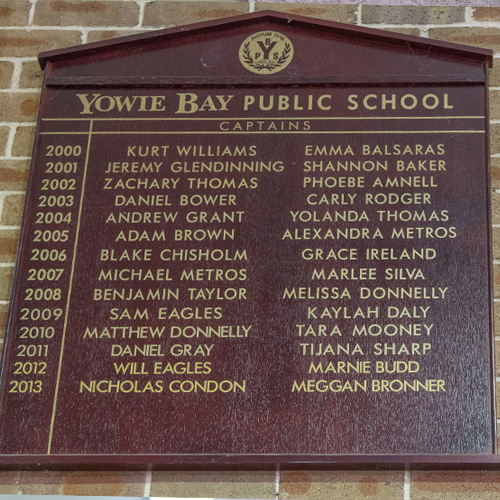 B
Y
P S
YOWIE BAY PUBLIC SCHOOL
CAPTAINS
2000 KURT WILLIAMS EMMA BALSARAS
2001 JEREMY GLENDINNING SHANNON BAKER
2002 ZACHARY THOMAS PHOEBE AMNELL
2003 DANIEL BOWER CARLY RODGER
2004 ANDREW GRANT YOLANDA THOMAS
2005 ADAM BROWN ALEXANDRA METROS
2006 BLAKE CHISHOLM GRACE IRELAND
2007 MICHAEL METROS MARLEE SILVA
2008 BENJAMIN TAYLOR MELISSA DONNELLY
2009 SAM EAGLES KAYLAH DALY
2010 MATTHEW DONNELLY TARA MOONEY
2011 DANIEL GRAY TIJANA SHARP
2012 WILL EAGLES MARNIE BUDD
2013 NICHOLAS CONDON MEGGAN BRONNER